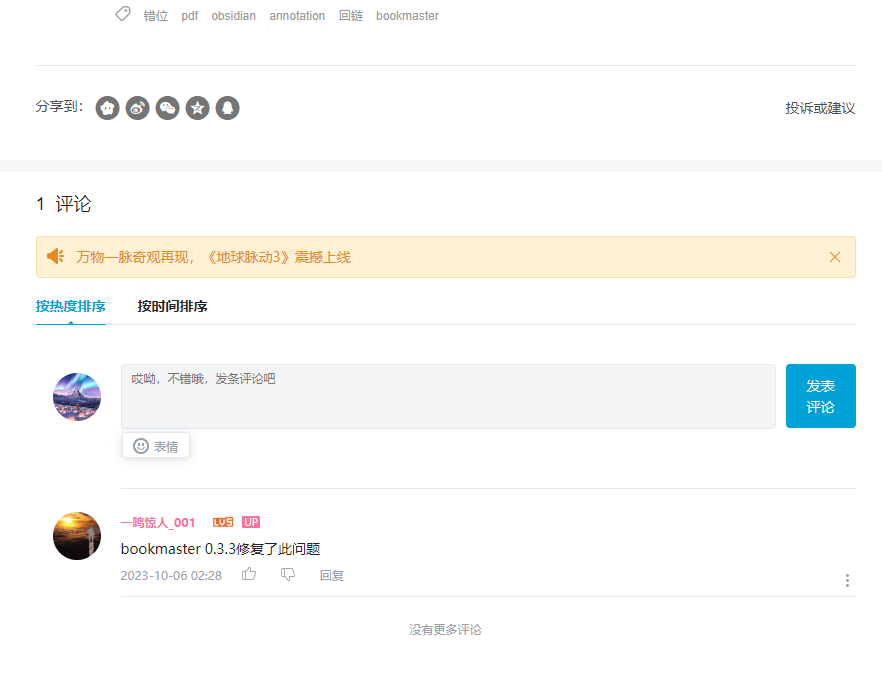 错位 pdf obsidian annotation 回链 bookmaster
分享到： 投诉或建议
1 评论
万物一脉奇观再现，《地球脉动3》震撼上线
按热度排序 按时间排序
哎呦，不错哦，发条评论吧
发表
评论
表情
一鸣惊人_001 LV5 UP
bookmaster 0.3.3修复了此问题
2023-10-06 02:28 回复
没有更多评论